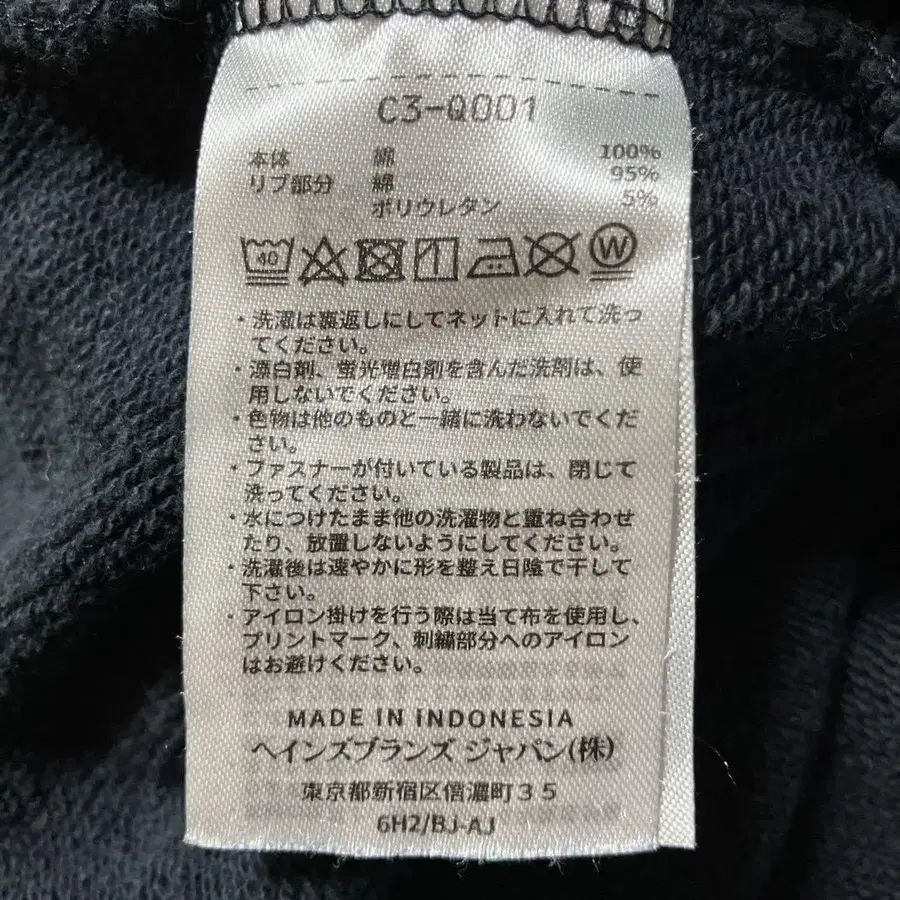 C3-Q001
本体 綿 100%
リブ部分 綿 95%
ポリウレタン 5%
40 W
・洗濯は裏返しにしてネットに入れて洗っ
てください。
・漂白剤、蛍光増白剤を含んだ洗剤は、使
用しないでください。
・色物は他のものと一緒に洗わないでくだ
さい。
・ファスナーが付いている製品は、閉じて
洗ってください。
・水につけたまま他の洗濯物と重ね合わせ
たり、放置しないようにしてください。
・洗濯後は速やかに形を整え日陰で干して
下さい。
・アイロン掛けを行う際は当て布を使用し、
プリントマーク、刺繍部分へのアイロン
はお避けください。
MADE IN INDONESIA
ヘインズブランズ ジャパン(株)
東京都新宿区信濃町35
6H2/BJ-AJ